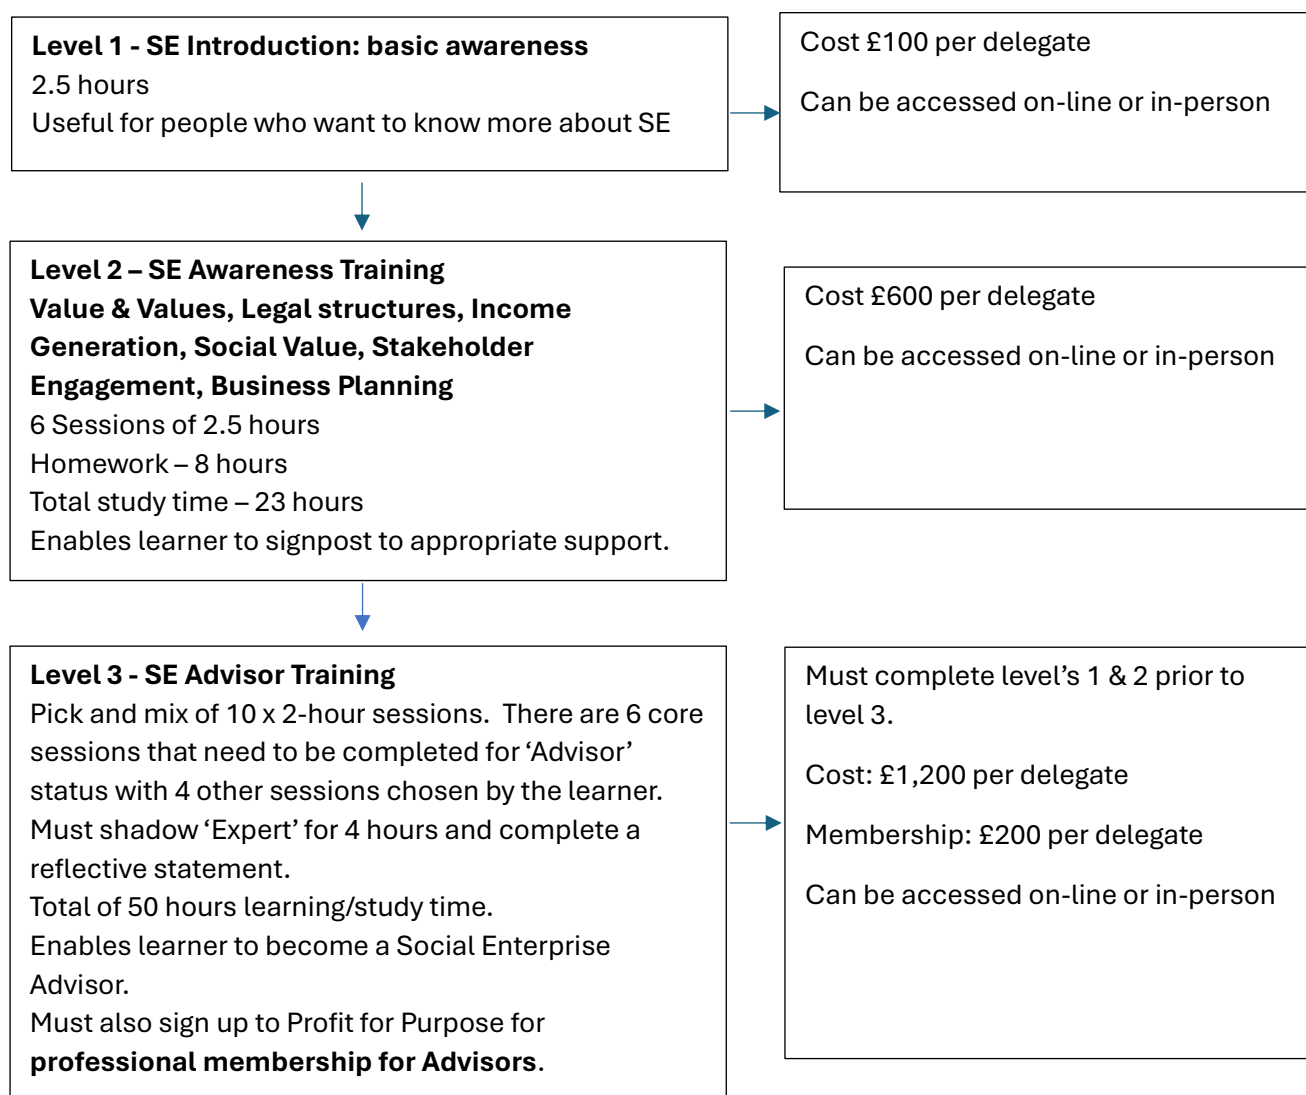 Level 1 - SE Introduction: basic awareness
2.5 hours
Useful for people who want to know more about SE
Cost £100 per delegate
Can be accessed on-line or in-person
Level 2 – SE Awareness Training
Value & Values, Legal structures, Income
Generation, Social Value, Stakeholder
Engagement, Business Planning
6 Sessions of 2.5 hours
Homework – 8 hours
Total study time – 23 hours
Enables learner to signpost to appropriate support.
Cost £600 per delegate
Can be accessed on-line or in-person
Level 3 - SE Advisor Training
Pick and mix of 10 x 2-hour sessions.  There are 6 core
sessions that need to be completed for ‘Advisor’
status with 4 other sessions chosen by the learner.
Must shadow ‘Expert’ for 4 hours and complete a
reflective statement.
Total of 50 hours learning/study time.
Enables learner to become a Social Enterprise
Advisor.
Must also sign up to Profit for Purpose for
professional membership for Advisors.
Must complete level’s 1 & 2 prior to
level 3.
Cost: £1,200 per delegate
Membership: £200 per delegate
Can be accessed on-line or in-person